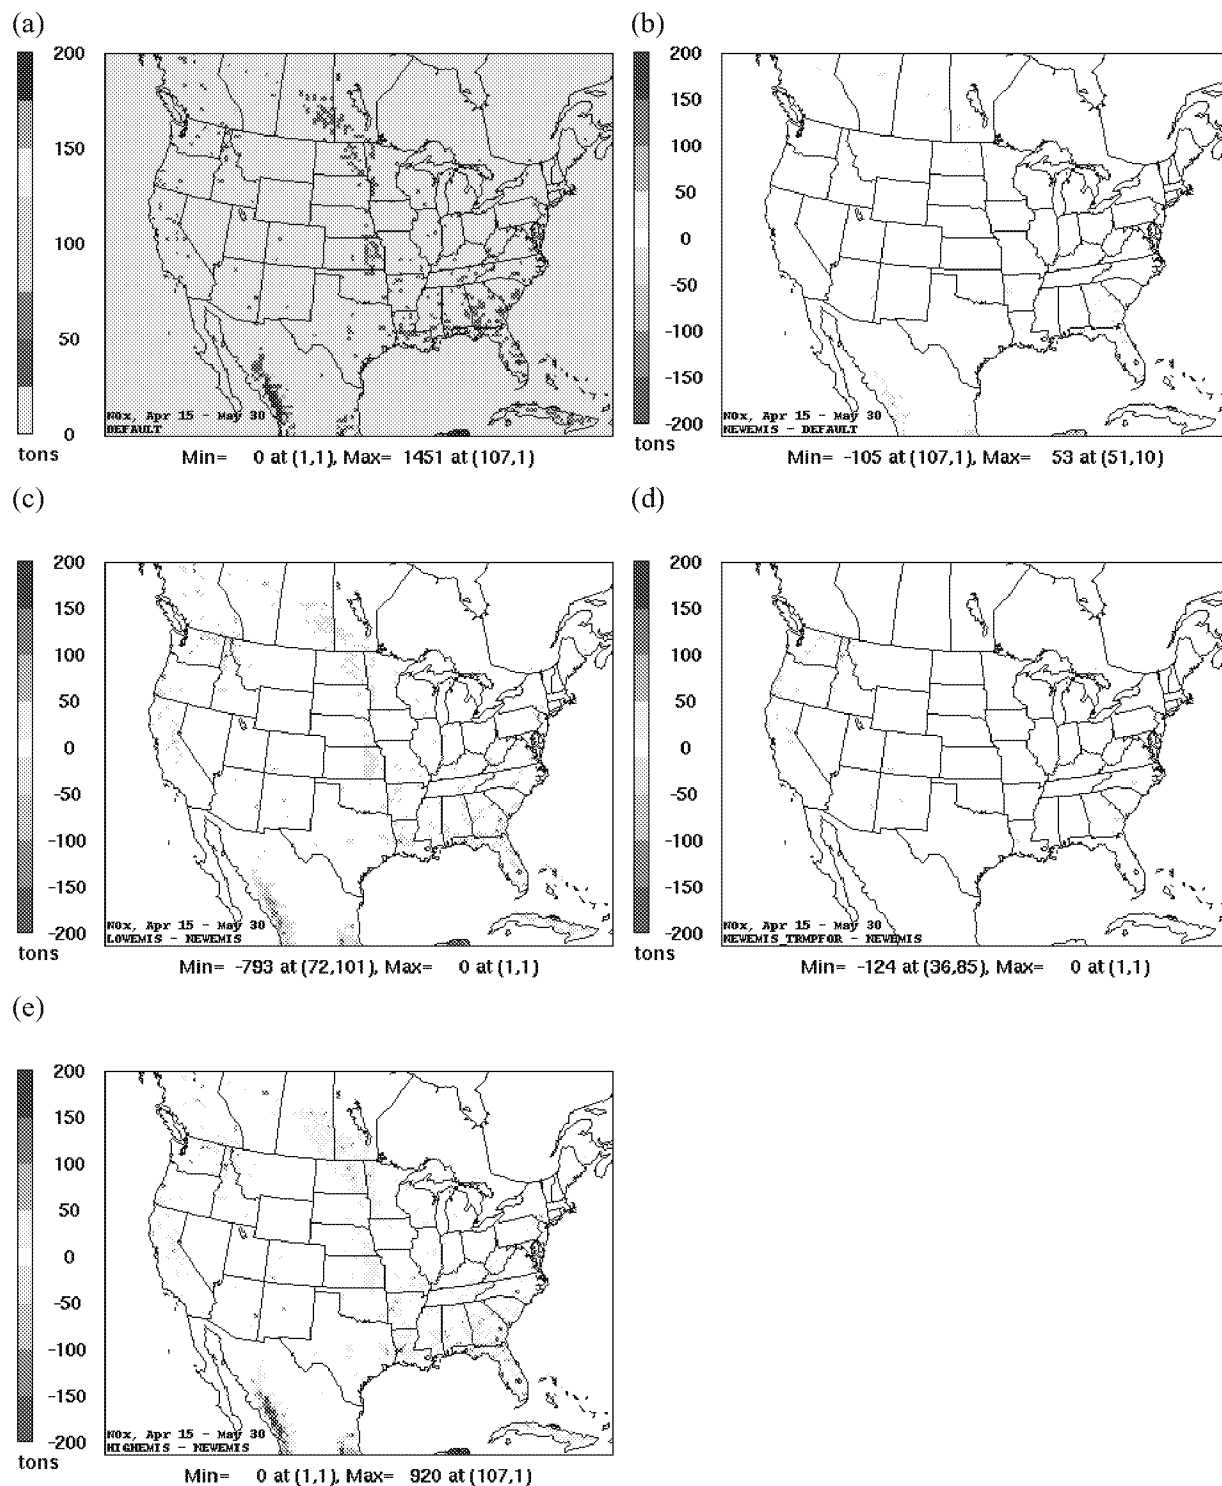 (a)
200
150
100
50
0
tons
NOx, Apr 15 - May 30
DEFAULT
Min= 0 at (1,1), Max= 1451 at (107,1)
(b)
200
150
100
50
0
-50
-100
-150
-200
tons
NOx, Apr 15 - May 30
NEWEMIS - DEFAULT
Min= -105 at (107,1), Max= 53 at (51,10)
(c)
200
150
100
50
0
-50
-100
-150
-200
tons
NOx, Apr 15 - May 30
LOWEMIS - NEWEMIS
Min= -793 at (72,101), Max= 0 at (1,1)
(d)
200
150
100
50
0
-50
-100
-150
-200
tons
NOx, Apr 15 - May 30
NEWEMIS_TRMPFOR - NEWEMIS
Min= -124 at (36,85), Max= 0 at (1,1)
(e)
200
150
100
50
0
-50
-100
-150
-200
tons
NOx, Apr 15 - May 30
HIGHEMIS - NEWEMIS
Min= 0 at (1,1), Max= 920 at (107,1)